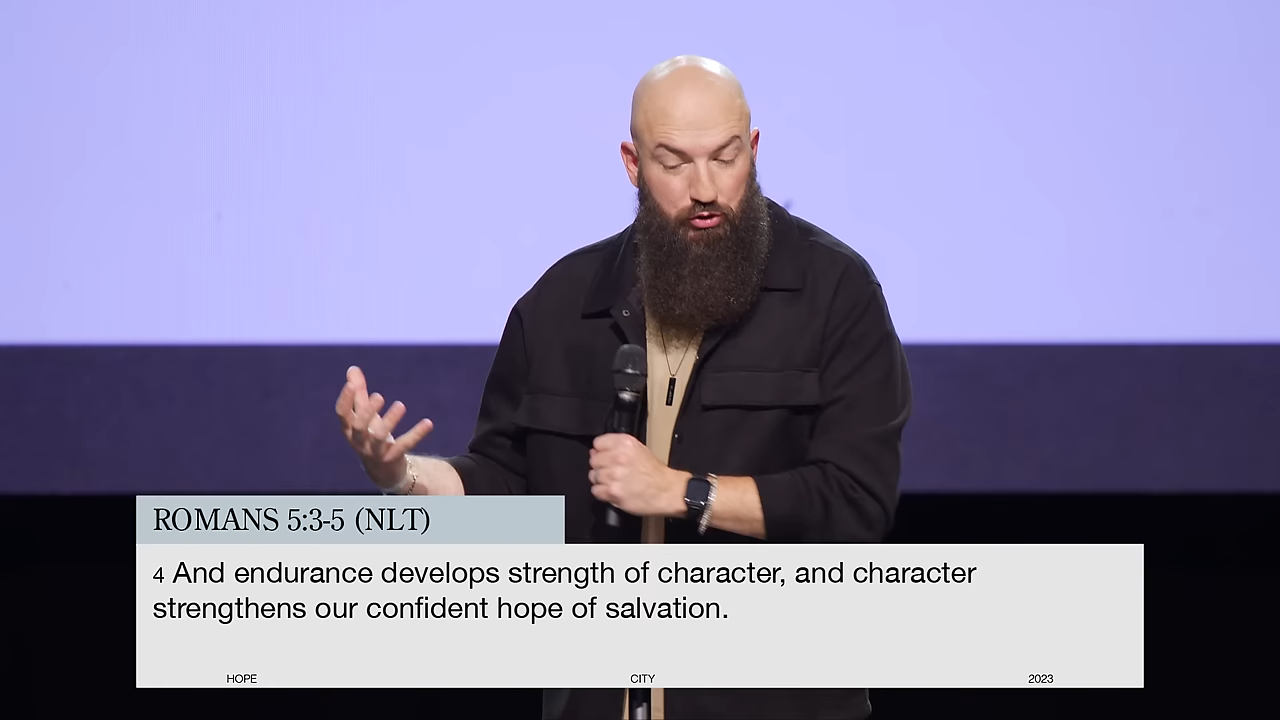 ROMANS 5:3-5 (NLT)
4 And endurance develops strength of character, and character
strengthens our confident hope of salvation.
HOPE CITY 2023